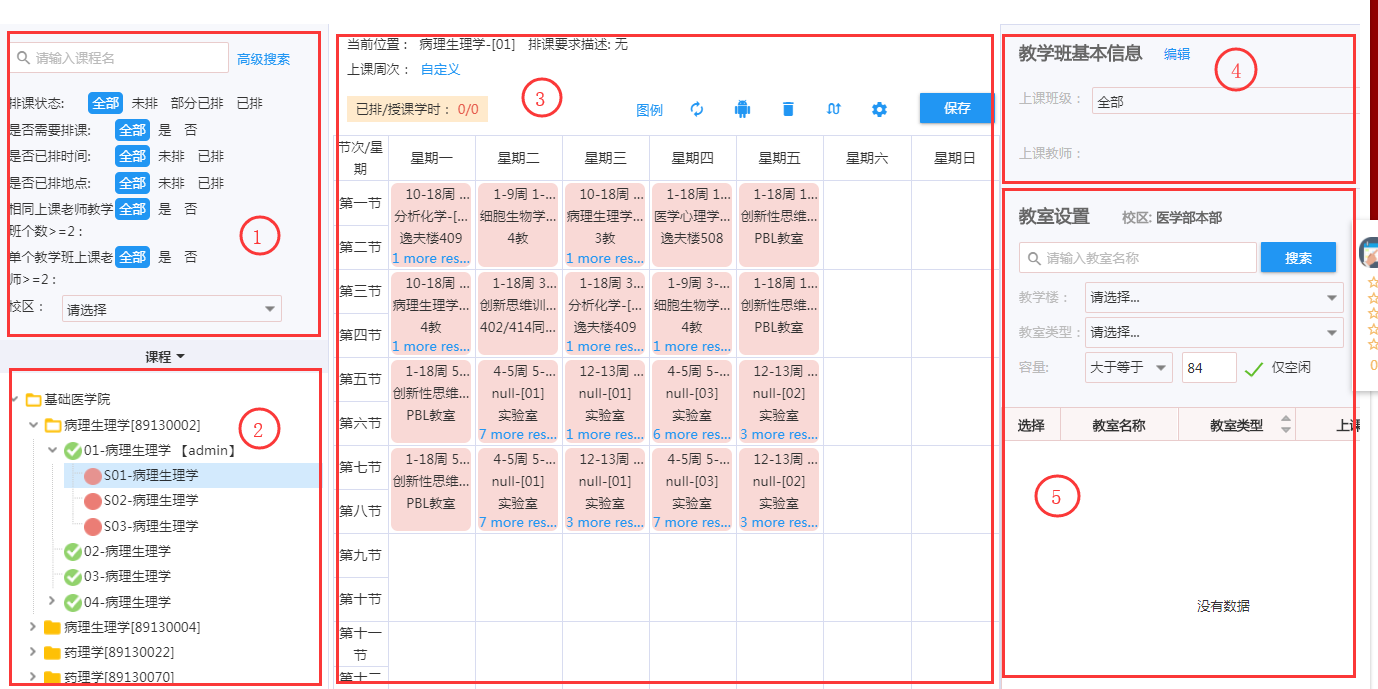 请输入课程名 高级搜索
排课状态: 全部 未排 部分已排 已排
是否需要排课: 全部 是 否
是否已排时间: 全部 未排 已排
是否已排地点: 全部 未排 已排
相同上课老师教学 全部 是 否
班个数>=2 :
单个教学班上课老 全部 是 否
师>=2 :
校区 : 请选择
1
课程
基础医学院
病理生理学[89130002]
01-病理生理学 【admin】
S01-病理生理学
S02-病理生理学
S03-病理生理学
02-病理生理学
03-病理生理学
04-病理生理学
病理生理学[89130004]
药理学[89130022]
药理学[89130070]
2
当前位置 : 病理生理学-[01] 排课要求描述: 无
上课周次 : 自定义
3
已排/授课学时 : 0/0 图例 保存
节次/星期 星期一 星期二 星期三 星期四 星期五 星期六 星期日
第一节
第二节
10-18周 ...
分析化学-[...
逸夫楼409
1 more res...
1-9周 1-...
细胞生物学...
4教
10-18周 ...
病理生理学...
3教
1 more res...
1-18周 1...
医学心理学...
逸夫楼508
1-18周 1...
创新性思维...
PBL教室
第三节
第四节
10-18周 ...
病理生理学...
4教
1 more res...
1-18周 3...
创新思维训...
402/414同...
1-18周 3...
分析化学-[...
逸夫楼409
1 more res...
1-9周 3-...
细胞生物学...
4教
1 more res...
1-18周 3...
创新性思维...
PBL教室
第五节
第六节
1-18周 5...
创新性思维...
PBL教室
4-5周 5-...
null-[01]
实验室
7 more res...
12-13周 ...
null-[01]
实验室
1 more res...
4-5周 5-...
null-[03]
实验室
6 more res...
12-13周 ...
null-[02]
实验室
3 more res...
第七节
第八节
1-18周 5...
创新性思维...
PBL教室
4-5周 5-...
null-[01]
实验室
7 more res...
12-13周 ...
null-[01]
实验室
3 more res...
4-5周 5-...
null-[03]
实验室
7 more res...
12-13周 ...
null-[02]
实验室
3 more res...
第九节
第十节
第十一
节
第十二
教学班基本信息 编辑
4
上课班级 : 全部
上课教师 :
教室设置 校区: 医学部本部
请输入教室名称 搜索
教学楼 : 请选择...
教室类型 : 请选择...
容量: 大于等于 84 仅空闲
选择 教室名称 教室类型 上课
5
没有数据
0